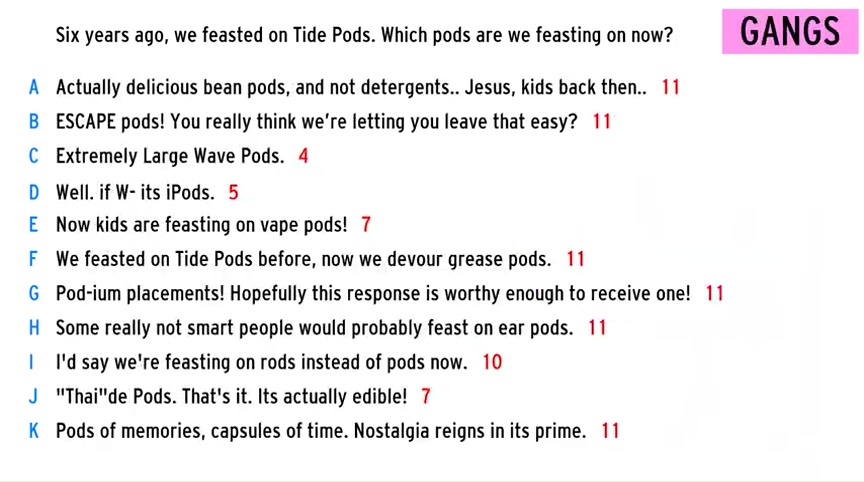 Six years ago, we feasted on Tide Pods. Which pods are we feasting on now?
GANGS
A Actually delicious bean pods, and not detergents.. Jesus, kids back then.. 11
B ESCAPE pods! You really think we're letting you leave that easy? 11
C Extremely Large Wave Pods. 4
D Well. if W- its iPods. 5
E Now kids are feasting on vape pods! 7
F We feasted on Tide Pods before, now we devour grease pods. 11
G Pod-ium placements! Hopefully this response is worthy enough to receive one! 11
H Some really not smart people would probably feast on ear pods. 11
I I'd say we're feasting on rods instead of pods now. 10
J "Thai"de Pods. That's it. Its actually edible! 7
K Pods of memories, capsules of time. Nostalgia reigns in its prime. 11